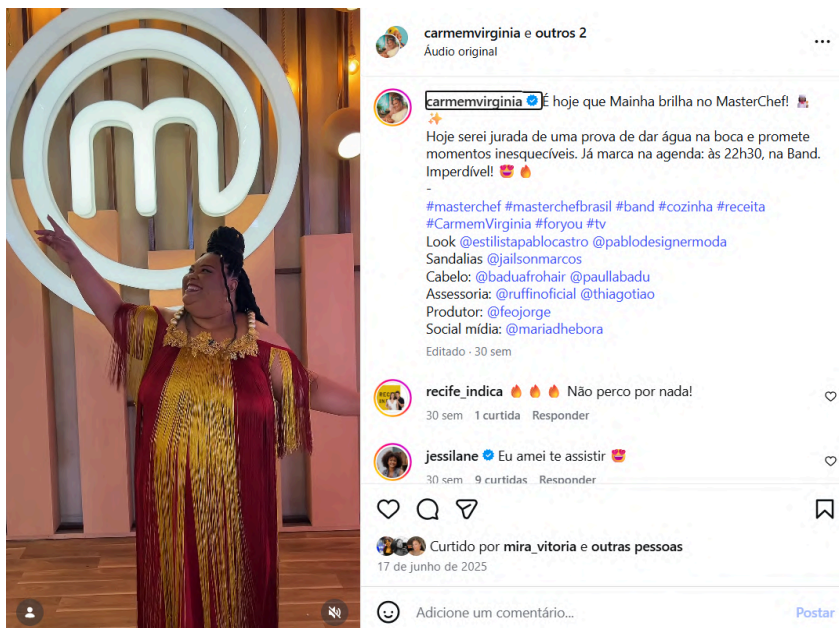 m
carmemvirginia e outros 2
Áudio original
carmemvirginia É hoje que Mainha brilha no MasterChef! 👩🏾‍🍳
✨
Hoje serei jurada de uma prova de dar água na boca e promete
momentos inesquecíveis. Já marca na agenda: às 22h30, na Band.
Imperdível! 😍 🔥
-
#masterchef #masterchefbrasil #band #cozinha #receita
#CarmemVirginia #foryou #tv
Look @estilistapablocastro @pablodesignermoda
Sandalias @jailsonmarcos
Cabelo: @baduafrohair @paullabadu
Assessoria: @ruffinoficial @thiagotiao
Produtor: @feojorge
Social mídia: @mariadhebora
Editado · 30 sem
recife_indica 🔥 🔥 🔥 Não perco por nada!
30 sem 1 curtida Responder
jessilane Eu amei te assistir 😍
30 sem 9 curtidas Responder
Curtido por mira_vitoria e outras pessoas
17 de junho de 2025
Adicione um comentário...
Postar